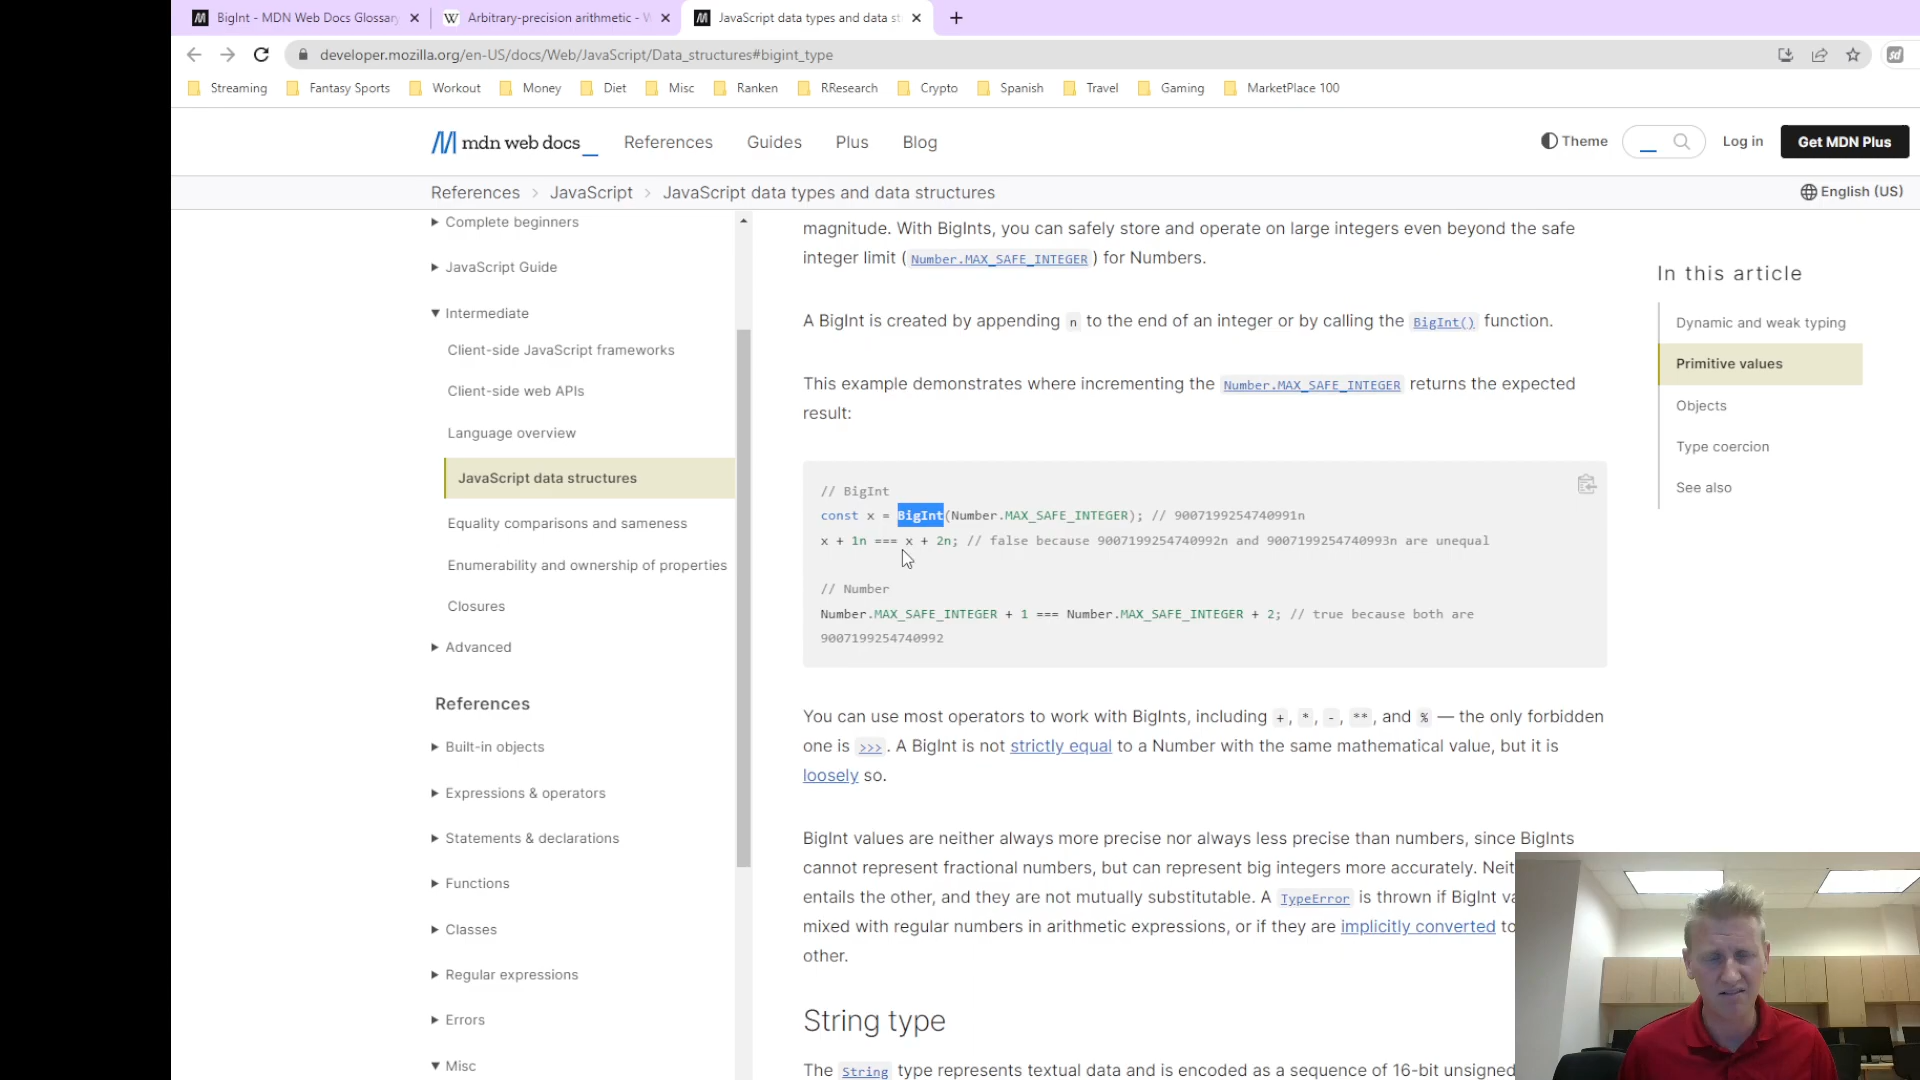 BigInt - MDN Web Docs Glossary
Arbitrary-precision arithmetic -
JavaScript data types and data st
developer.mozilla.org/en-US/docs/Web/JavaScript/Data_structures#bigint_type
sd
Streaming
Fantasy Sports
Workout
Money
Diet
Misc
Ranken
RResearch
Crypto
Spanish
Travel
Gaming
MarketPlace 100
mdn web docs_
References
Guides
Plus
Blog
Theme
Log in
Get MDN Plus
References
JavaScript
JavaScript data types and data structures
English (US)
Complete beginners
JavaScript Guide
Intermediate
Client-side JavaScript frameworks
Client-side web APIs
Language overview
JavaScript data structures
Equality comparisons and sameness
Enumerability and ownership of properties
Closures
Advanced
References
Built-in objects
Expressions & operators
Statements & declarations
Functions
Classes
Regular expressions
Errors
Misc
magnitude. With BigInts, you can safely store and operate on large integers even beyond the safe
integer limit ( Number.MAX_SAFE_INTEGER ) for Numbers.
A BigInt is created by appending n to the end of an integer or by calling the BigInt() function.
This example demonstrates where incrementing the Number.MAX_SAFE_INTEGER returns the expected
result:
// BigInt
const x = BigInt(Number.MAX_SAFE_INTEGER); // 9007199254740991n
x + 1n === x + 2n; // false because 9007199254740992n and 9007199254740993n are unequal
// Number
Number.MAX_SAFE_INTEGER + 1 === Number.MAX_SAFE_INTEGER + 2; // true because both are
9007199254740992
You can use most operators to work with BigInts, including +, *, -, **, and % — the only forbidden
one is >>>. A BigInt is not strictly equal to a Number with the same mathematical value, but it is
loosely so.
BigInt values are neither always more precise nor always less precise than numbers, since BigInts
cannot represent fractional numbers, but can represent big integers more accurately. Neit
entails the other, and they are not mutually substitutable. A TypeError is thrown if BigInt va
mixed with regular numbers in arithmetic expressions, or if they are implicitly converted to
other.
String type
The String type represents textual data and is encoded as a sequence of 16-bit unsigned
In this article
Dynamic and weak typing
Primitive values
Objects
Type coercion
See also